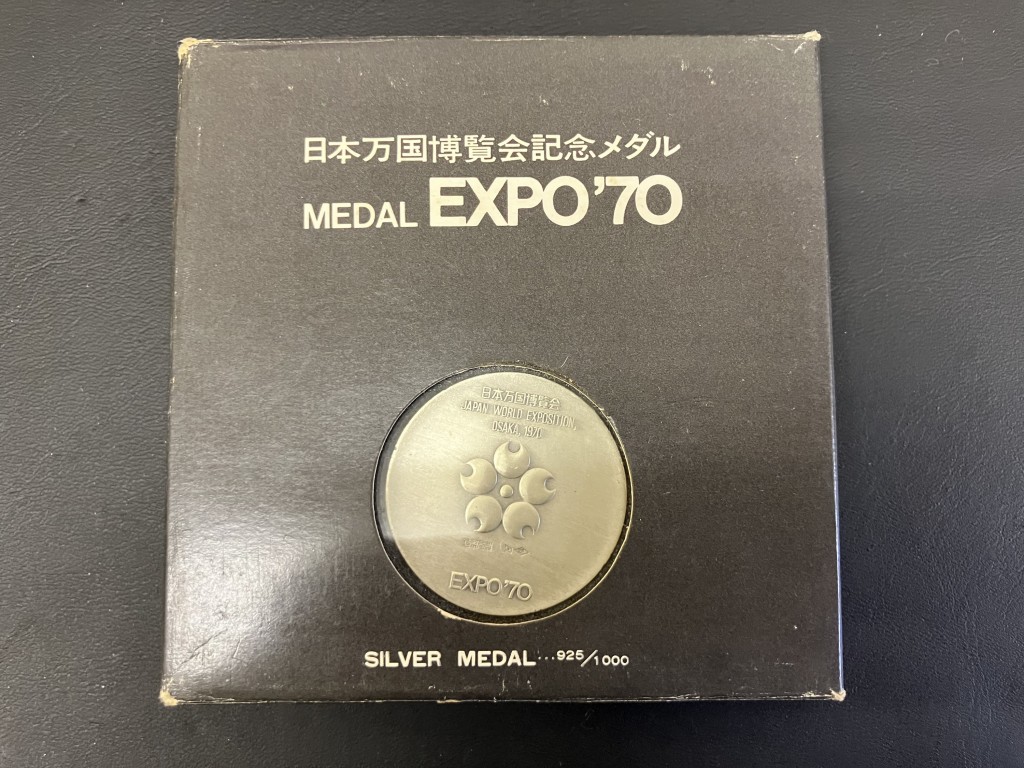 日本万国博覧会記念メダル
MEDAL EXPO'70
日本万国博覧会
JAPAN WORLD EXPOSITION,
OSAKA, 1970
EXPO'70
SILVER MEDAL...925/1000